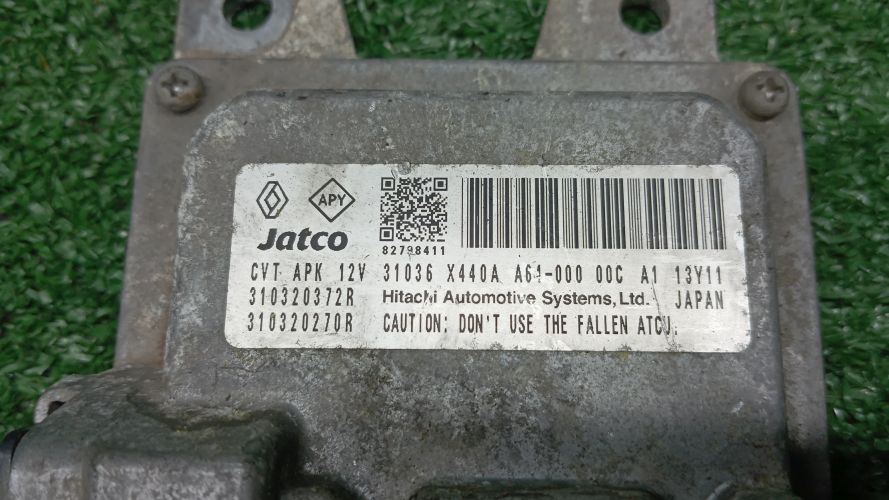 APY
Jatco
82798411
CVT APK 12V 31036 X440A A64-000 00C A1 13Y11
310320372R Hitachi Automotive Systems, Ltd. JAPAN
310320270R CAUTION: DON'T USE THE FALLEN ATCU.